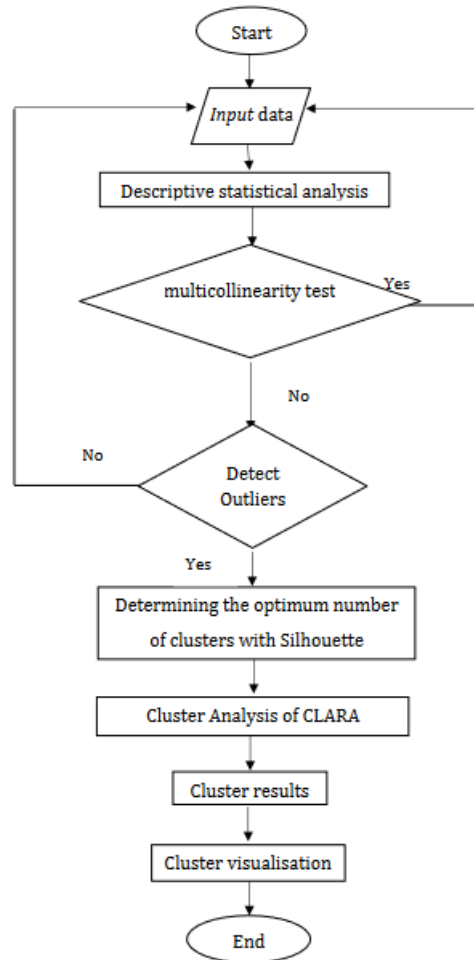 Start
Input data
Descriptive statistical analysis
multicollinearity test
Yes
No
No
Detect
Outliers
Yes
Determining the optimum number
of clusters with Silhouette
Cluster Analysis of CLARA
Cluster results
Cluster visualisation
End